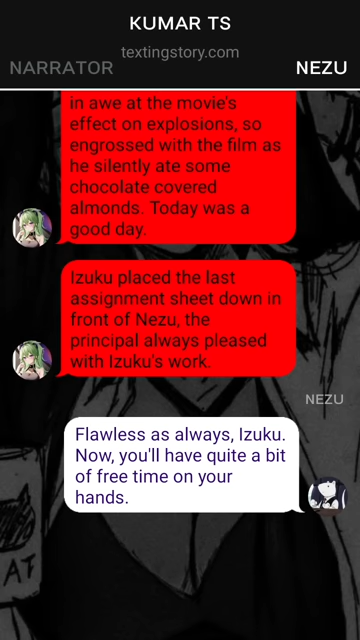 KUMAR TS
textingstory.com
NARRATOR
NEZU
in awe at the movie's
effect on explosions, so
engrossed with the film as
he silently ate some
chocolate covered
almonds. Today was a
good day.
Izuku placed the last
assignment sheet down in
front of Nezu, the
principal always pleased
with Izuku's work.
NEZU
Flawless as always, Izuku.
Now, you'll have quite a bit
of free time on your
hands.
AT